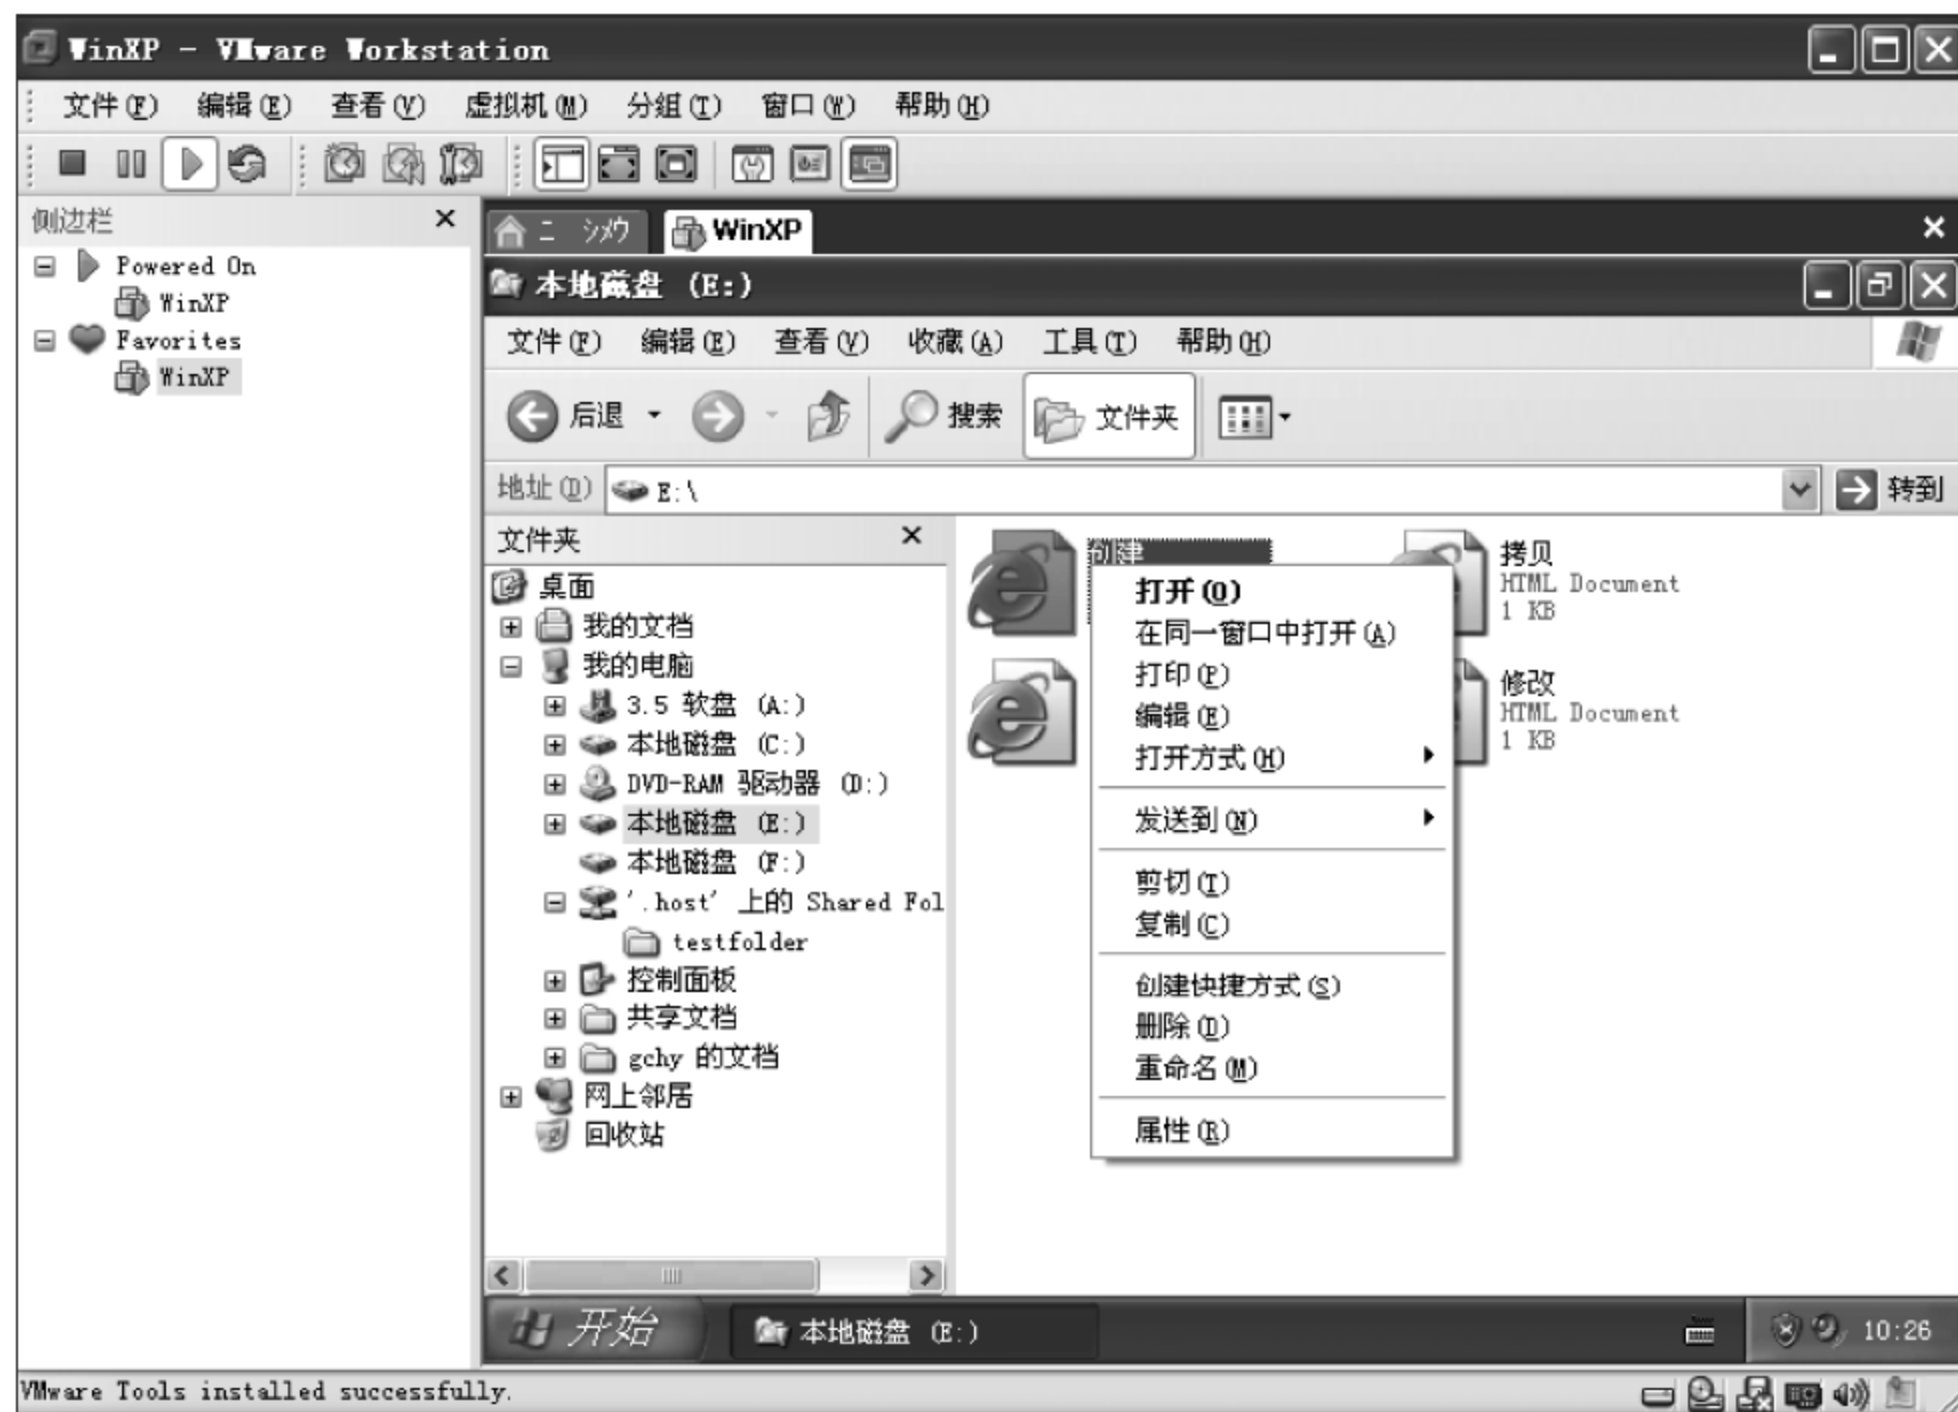 WinXP - VMware Workstation
文件(F) 编辑(E) 查看(V) 虚拟机(M) 分组(T) 窗口(W) 帮助(H)
侧边栏
Powered On
WinXP
Favorites
WinXP
ニ シメウ WinXP
本地磁盘 (E:)
文件(F) 编辑(E) 查看(V) 收藏(A) 工具(T) 帮助(H)
后退 搜索 文件夹
地址(D) E:\ 转到
文件夹
桌面
我的文档
我的电脑
3.5 软盘 (A:)
本地磁盘 (C:)
DVD-RAM 驱动器 (D:)
本地磁盘 (E:)
本地磁盘 (F:)
'.host' 上的 Shared Fol
testfolder
控制面板
共享文档
gchy 的文档
网上邻居
回收站
创建
拷贝
HTML Document
1 KB
修改
HTML Document
1 KB
打开(O)
在同一窗口中打开(A)
打印(P)
编辑(E)
打开方式(H)
发送到(N)
剪切(T)
复制(C)
创建快捷方式(S)
删除(D)
重命名(M)
属性(R)
开始 本地磁盘 (E:) 10:26
VMware Tools installed successfully.